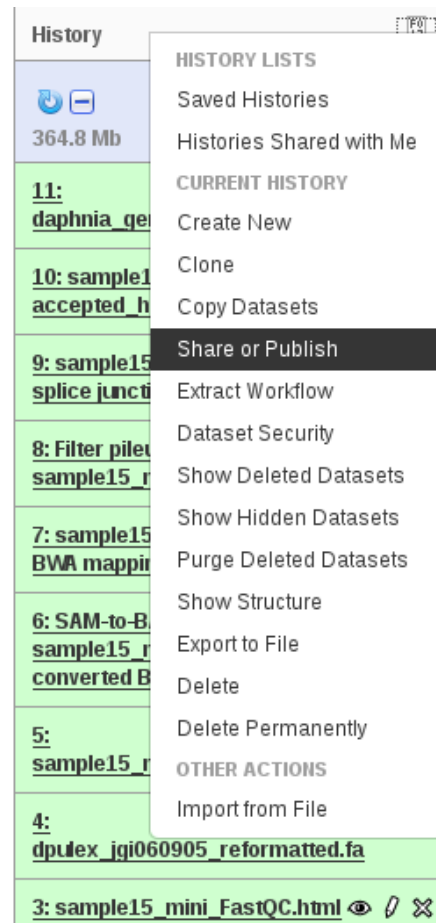 History
HISTORY LISTS
Saved Histories
Histories Shared with Me
364.8 Mb
CURRENT HISTORY
Create New
Clone
Copy Datasets
Share or Publish
Extract Workflow
Dataset Security
Show Deleted Datasets
Show Hidden Datasets
Purge Deleted Datasets
Show Structure
Export to File
Delete
Delete Permanently
OTHER ACTIONS
Import from File
11:
10:
9: sample15
8: Filter
7: sample15
BWA
6:
5:
4:
dpulex_jgi060905_reformatted.fa
3: sample15_mini_FastQC.html